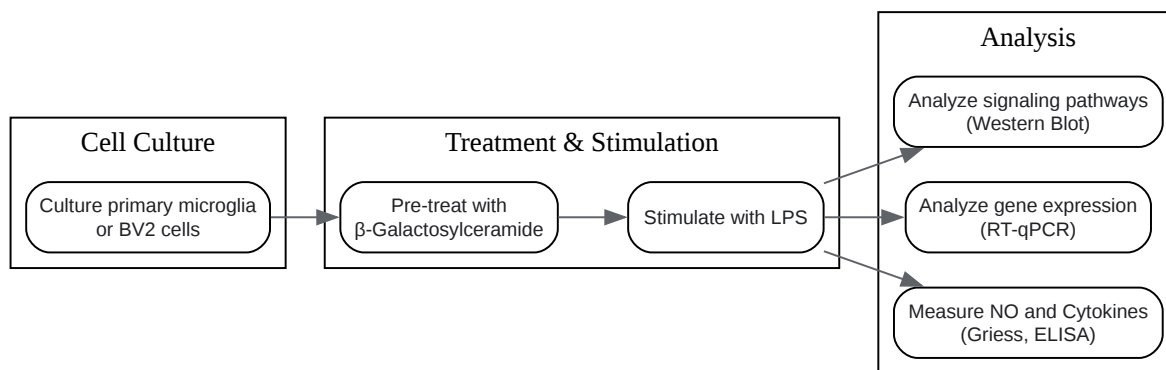 Cell Culture
Culture primary microglia
or BV2 cells
Treatment & Stimulation
Pre-treat with
β-Galactosylceramide
Stimulate with LPS
Analysis
Analyze signaling pathways
(Western Blot)
Analyze gene expression
(RT-qPCR)
Measure NO and Cytokines
(Griess, ELISA)